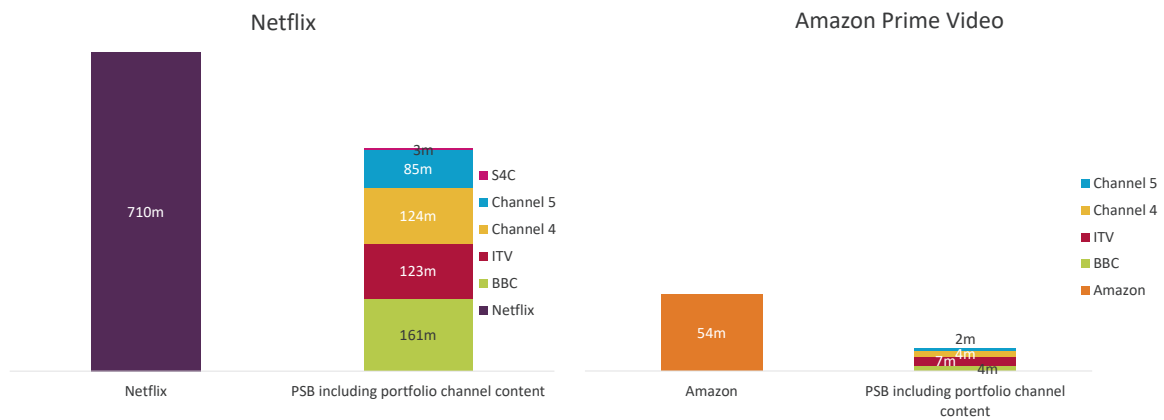 Netflix
710m
3m
85m
124m
123m
161m
S4C
Channel 5
Channel 4
ITV
BBC
Netflix
Netflix
PSB including portfolio channel content
Amazon Prime Video
54m
2m
4m
7m
4m
Channel 5
Channel 4
ITV
BBC
Amazon
Amazon
PSB including portfolio channel
content